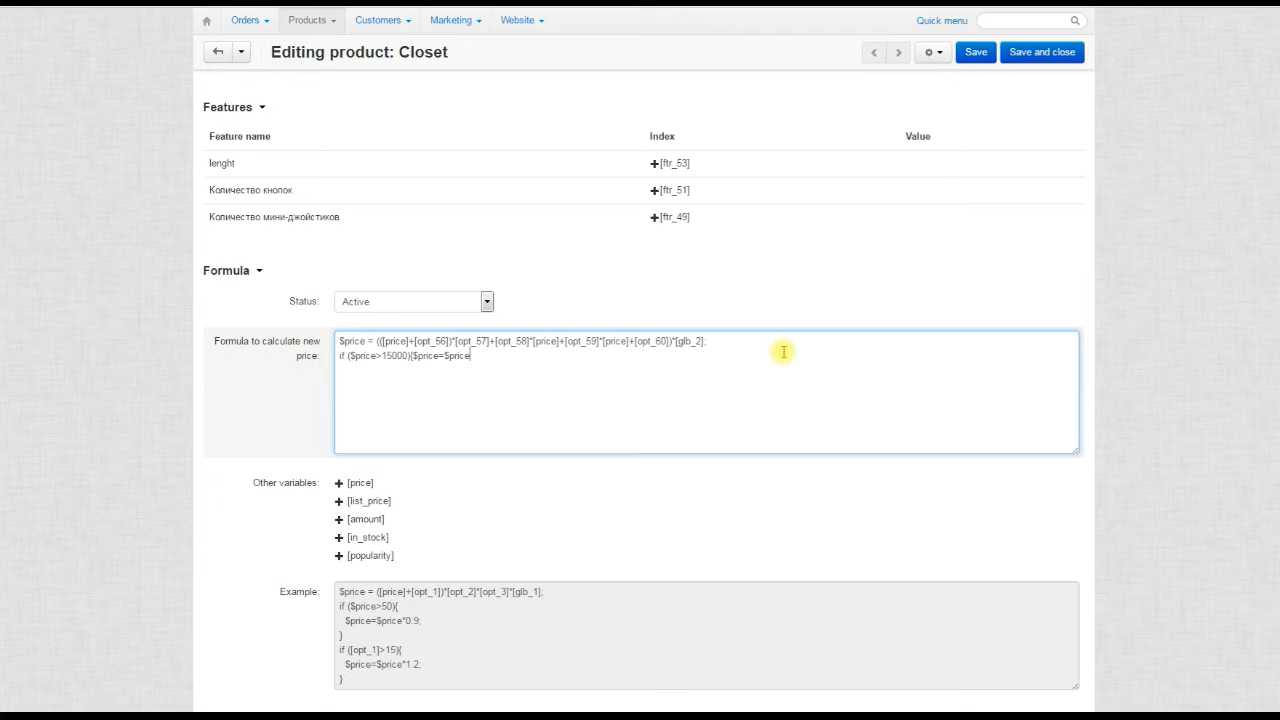 Orders Products Customers Marketing Website Quick menu
Editing product: Closet Save Save and close
Features
Feature name Index Value
lenght [ftr_53]
Количество кнопок [ftr_51]
Количество мини-джойстиков [ftr_49]
Formula
Status: Active
Formula to calculate new price:
$price = (([price]+[opt_56])*[opt_57]+[opt_58]*[price]+[opt_59]*[price]+[opt_60])*[glb_2];
if ($price>15000){$price=$price
Other variables: [price]
[list_price]
[amount]
[in_stock]
[popularity]
Example: $price = ([price]+[opt_1])*[opt_2]*[opt_3]*[glb_1];
if ($price>50){
$price=$price*0.9;
}
if ([opt_1]>15){
$price=$price*1.2;
}